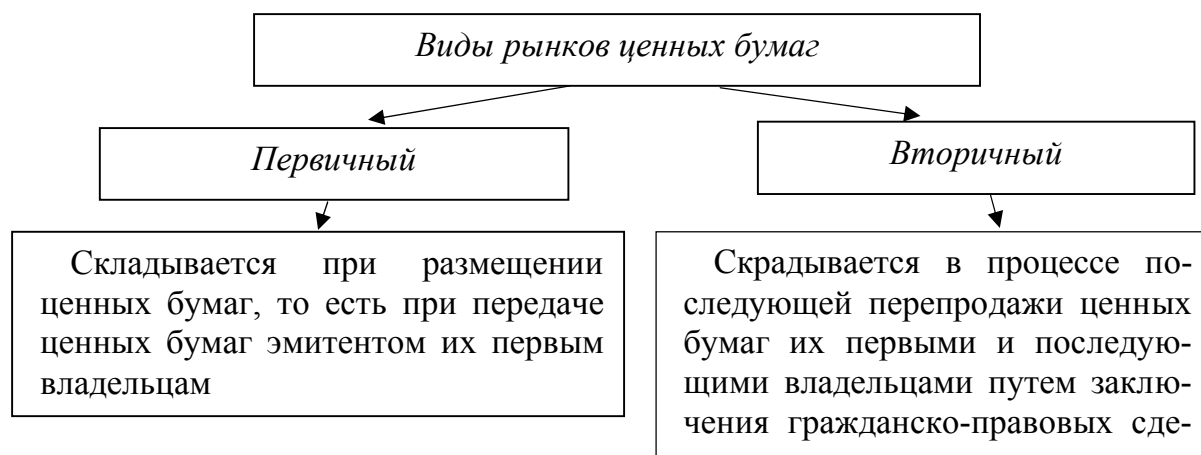 Виды рынков ценных бумаг
Первичный
Вторичный
Складывается при размещении
ценных бумаг, то есть при передаче
ценных бумаг эмитентом их первым
владельцам
Скрадывается в процессе по-
следующей перепродажи ценных
бумаг их первыми и последую-
щими владельцами путем заклю-
чения гражданско-правовых сде-